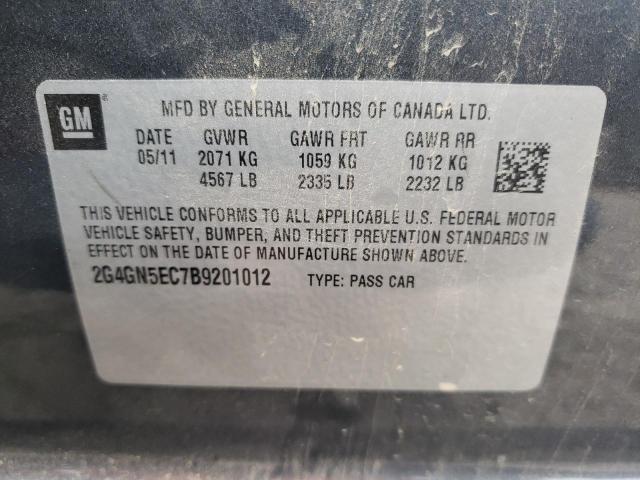 GM
MFD BY GENERAL MOTORS OF CANADA LTD.
DATE GVWR GAWR FRT GAWR RR
05/11 2071 KG 1059 KG 1012 KG
4567 LB 2335 LB 2232 LB
THIS VEHICLE CONFORMS TO ALL APPLICABLE U.S. FEDERAL MOTOR
VEHICLE SAFETY, BUMPER, AND THEFT PREVENTION STANDARDS IN
EFFECT ON THE DATE OF MANUFACTURE SHOWN ABOVE.
2G4GN5EC7B9201012 TYPE: PASS CAR